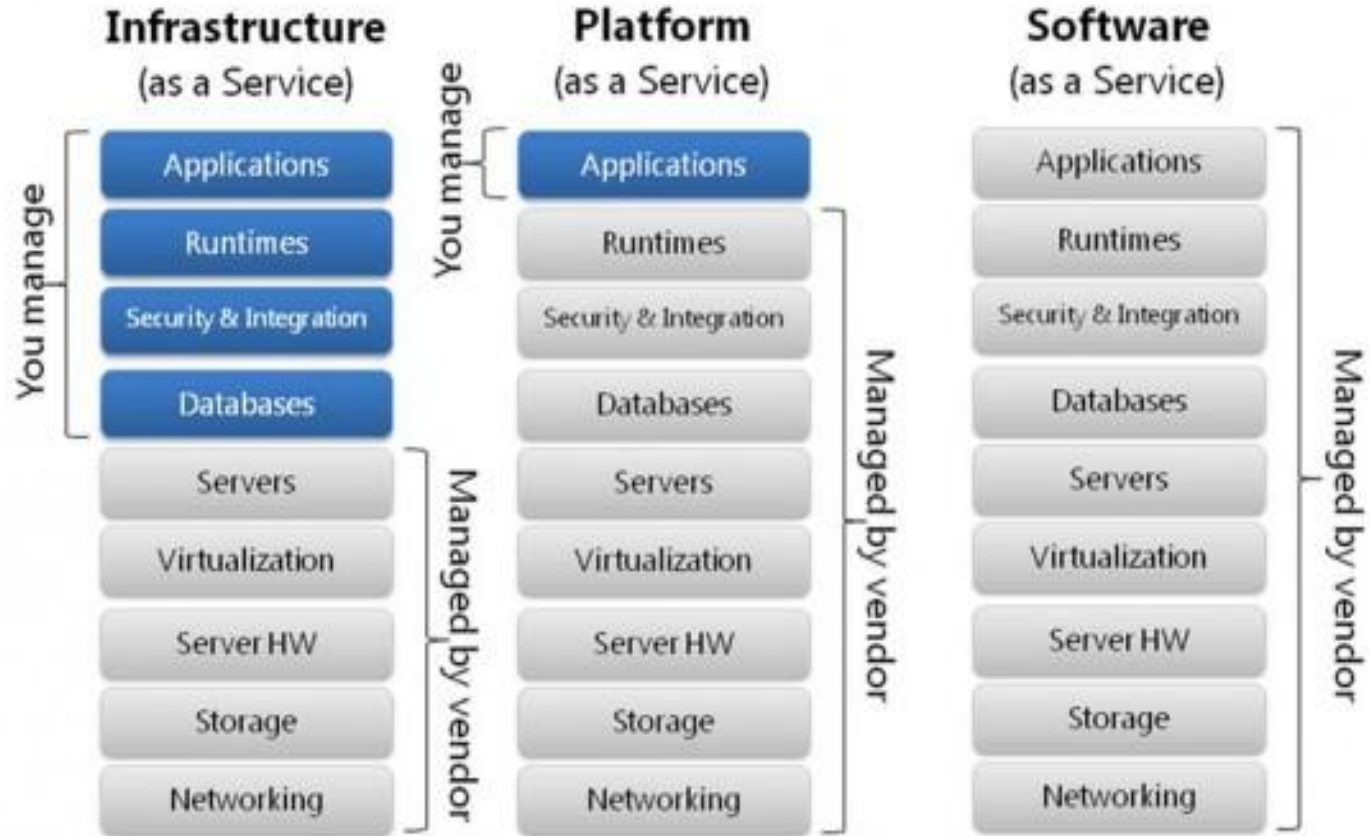 Infrastructure
(as a Service)
You manage
Applications
Runtimes
Security & Integration
Databases
Servers
Virtualization
Server HW
Storage
Networking
Managed by vendor
Platform
(as a Service)
You manage
Applications
Runtimes
Security & Integration
Databases
Servers
Virtualization
Server HW
Storage
Networking
Managed by vendor
Software
(as a Service)
Applications
Runtimes
Security & Integration
Databases
Servers
Virtualization
Server HW
Storage
Networking
Managed by vendor